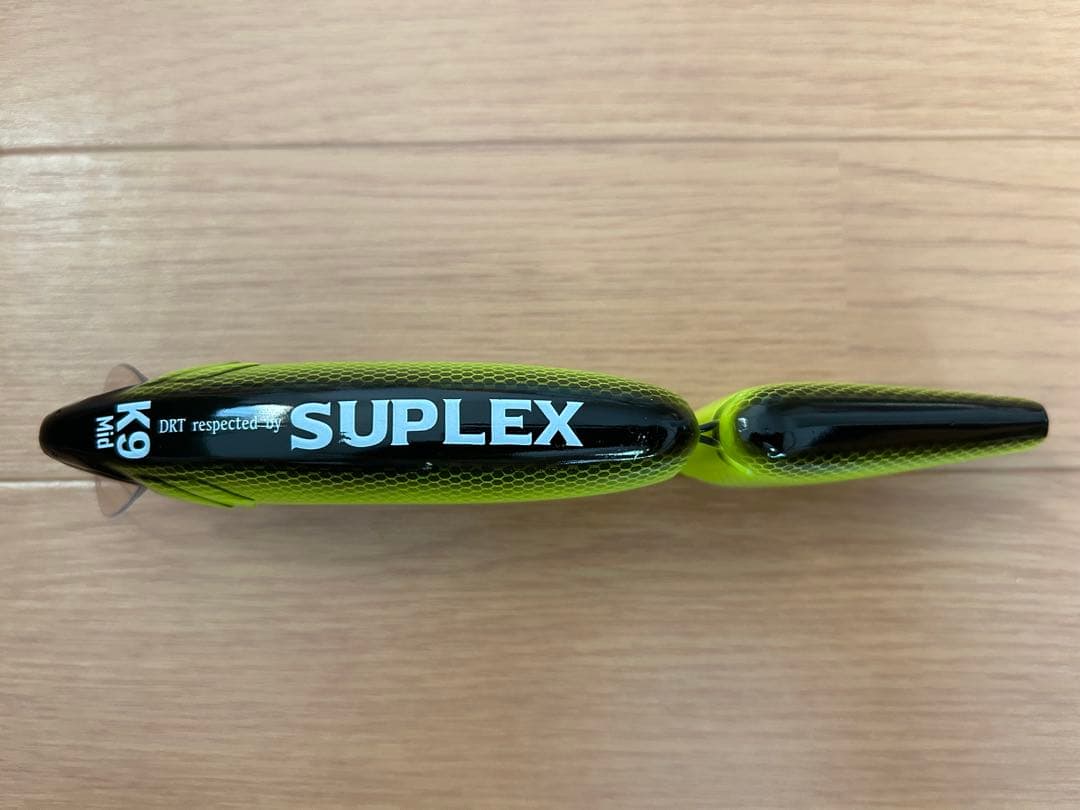 K9
Mid
DRT respected by
SUPLEX